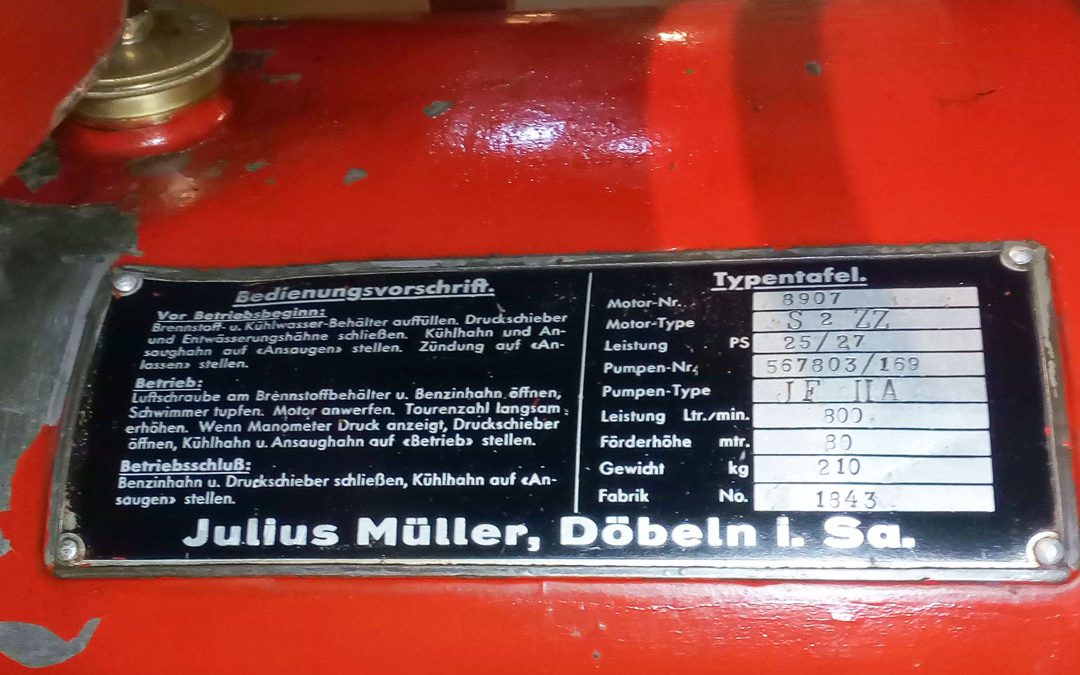 Bedienungsvorschrift.
Vor Betriebsbeginn:
Brennstoff- u. Kühlwasser-Behälter auffüllen. Druckschieber
und Entwässerungshähne schließen. Kühlhahn und An-
saughahn auf «Ansaugen» stellen. Zündung auf «An-
lassen» stellen.
Betrieb:
Luftschraube am Brennstoffbehälter u. Benzinhahn öffnen,
Schwimmer tupfen. Motor anwerfen. Tourenzahl langsam
erhöhen. Wenn Manometer Druck anzeigt, Druckschieber
öffnen, Kühlhahn u. Ansaughahn auf «Betrieb» stellen.
Betriebsschluß:
Benzinhahn u. Druckschieber schließen, Kühlhahn auf «An-
saugen» stellen.
Typentafel.
Motor-Nr. 8907
Motor-Type S 2 ZZ
Leistung PS 25/27
Pumpen-Nr. 567803/169
Pumpen-Type JF IIA
Leistung Ltr./min. 800
Förderhöhe mtr. 80
Gewicht kg 210
Fabrik No. 1843
Julius Müller, Döbeln i. Sa.